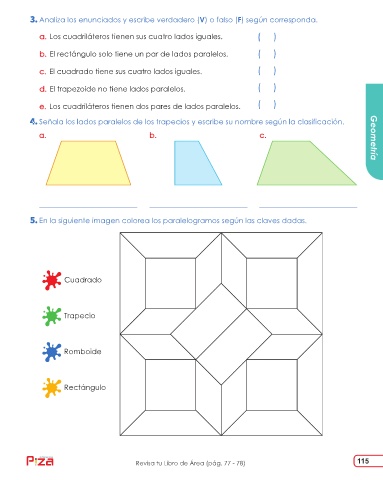 3. Analiza los enunciados y escribe verdadero (V) o falso (F) según corresponda.
a. Los cuadriláteros tienen sus cuatro lados iguales. ( )
b. El rectángulo solo tiene un par de lados paralelos. ( )
c. El cuadrado tiene sus cuatro lados iguales. ( )
d. El trapezoide no tiene lados paralelos. ( )
e. Los cuadriláteros tienen dos pares de lados paralelos. ( )
4. Señala los lados paralelos de los trapecios y escribe su nombre según la clasificación.
a. b. c.
Geometría
5. En la siguiente imagen colorea los paralelogramos según las claves dadas.
Cuadrado
Trapecio
Romboide
Rectángulo
Piza
Revisa tu Libro de Área (pág. 77 - 78)
115